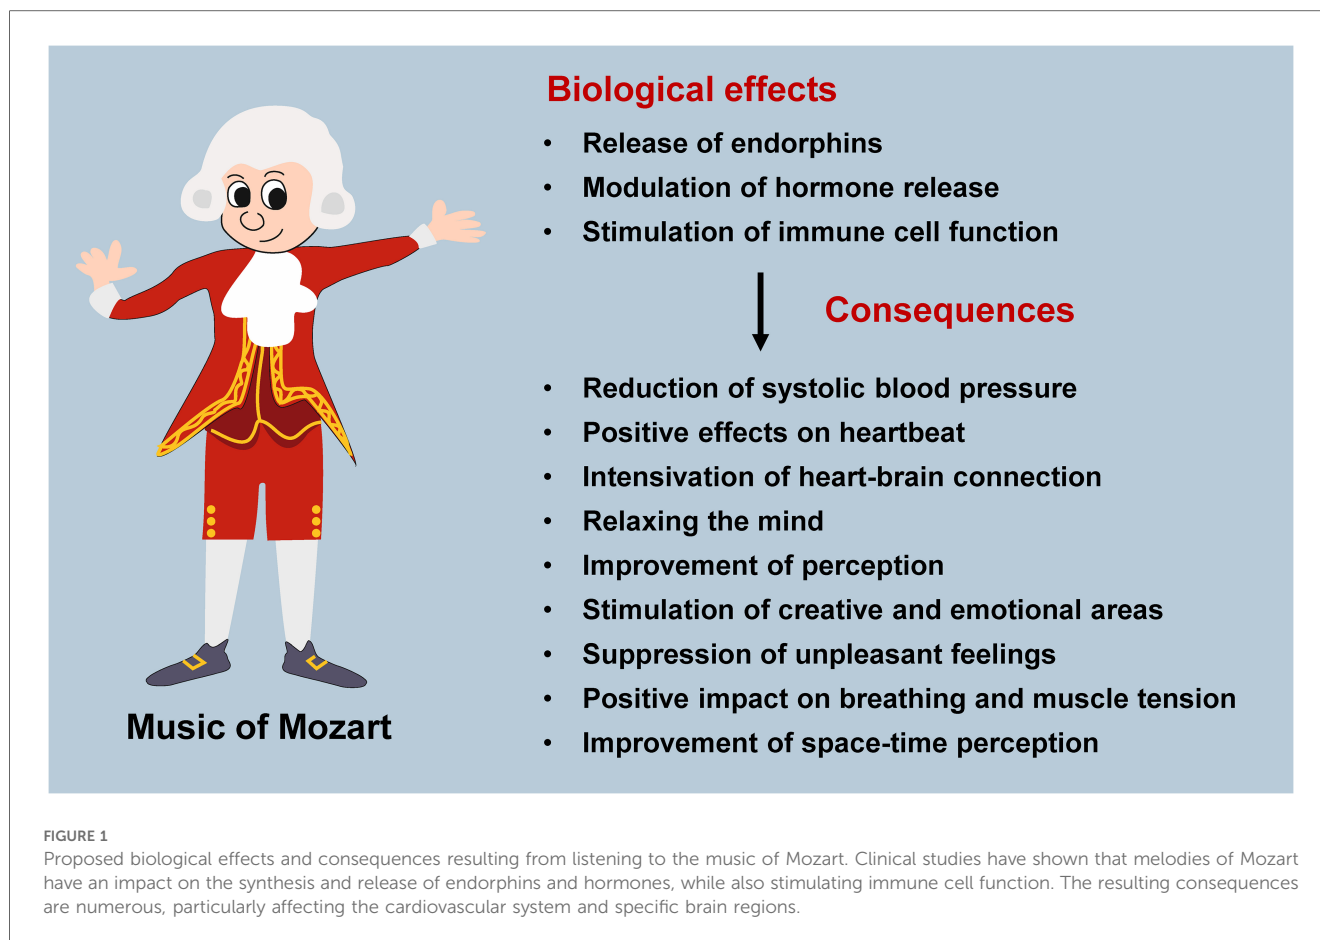 Biological effects
• Release of endorphins
• Modulation of hormone release
• Stimulation of immune cell function
Consequences
• Reduction of systolic blood pressure
• Positive effects on heartbeat
• Intensivation of heart-brain connection
• Relaxing the mind
• Improvement of perception
• Stimulation of creative and emotional areas
• Suppression of unpleasant feelings
• Positive impact on breathing and muscle tension
• Improvement of space-time perception
Music of Mozart
FIGURE 1
Proposed biological effects and consequences resulting from listening to the music of Mozart. Clinical studies have shown that melodies of Mozart
have an impact on the synthesis and release of endorphins and hormones, while also stimulating immune cell function. The resulting consequences
are numerous, particularly affecting the cardiovascular system and specific brain regions.